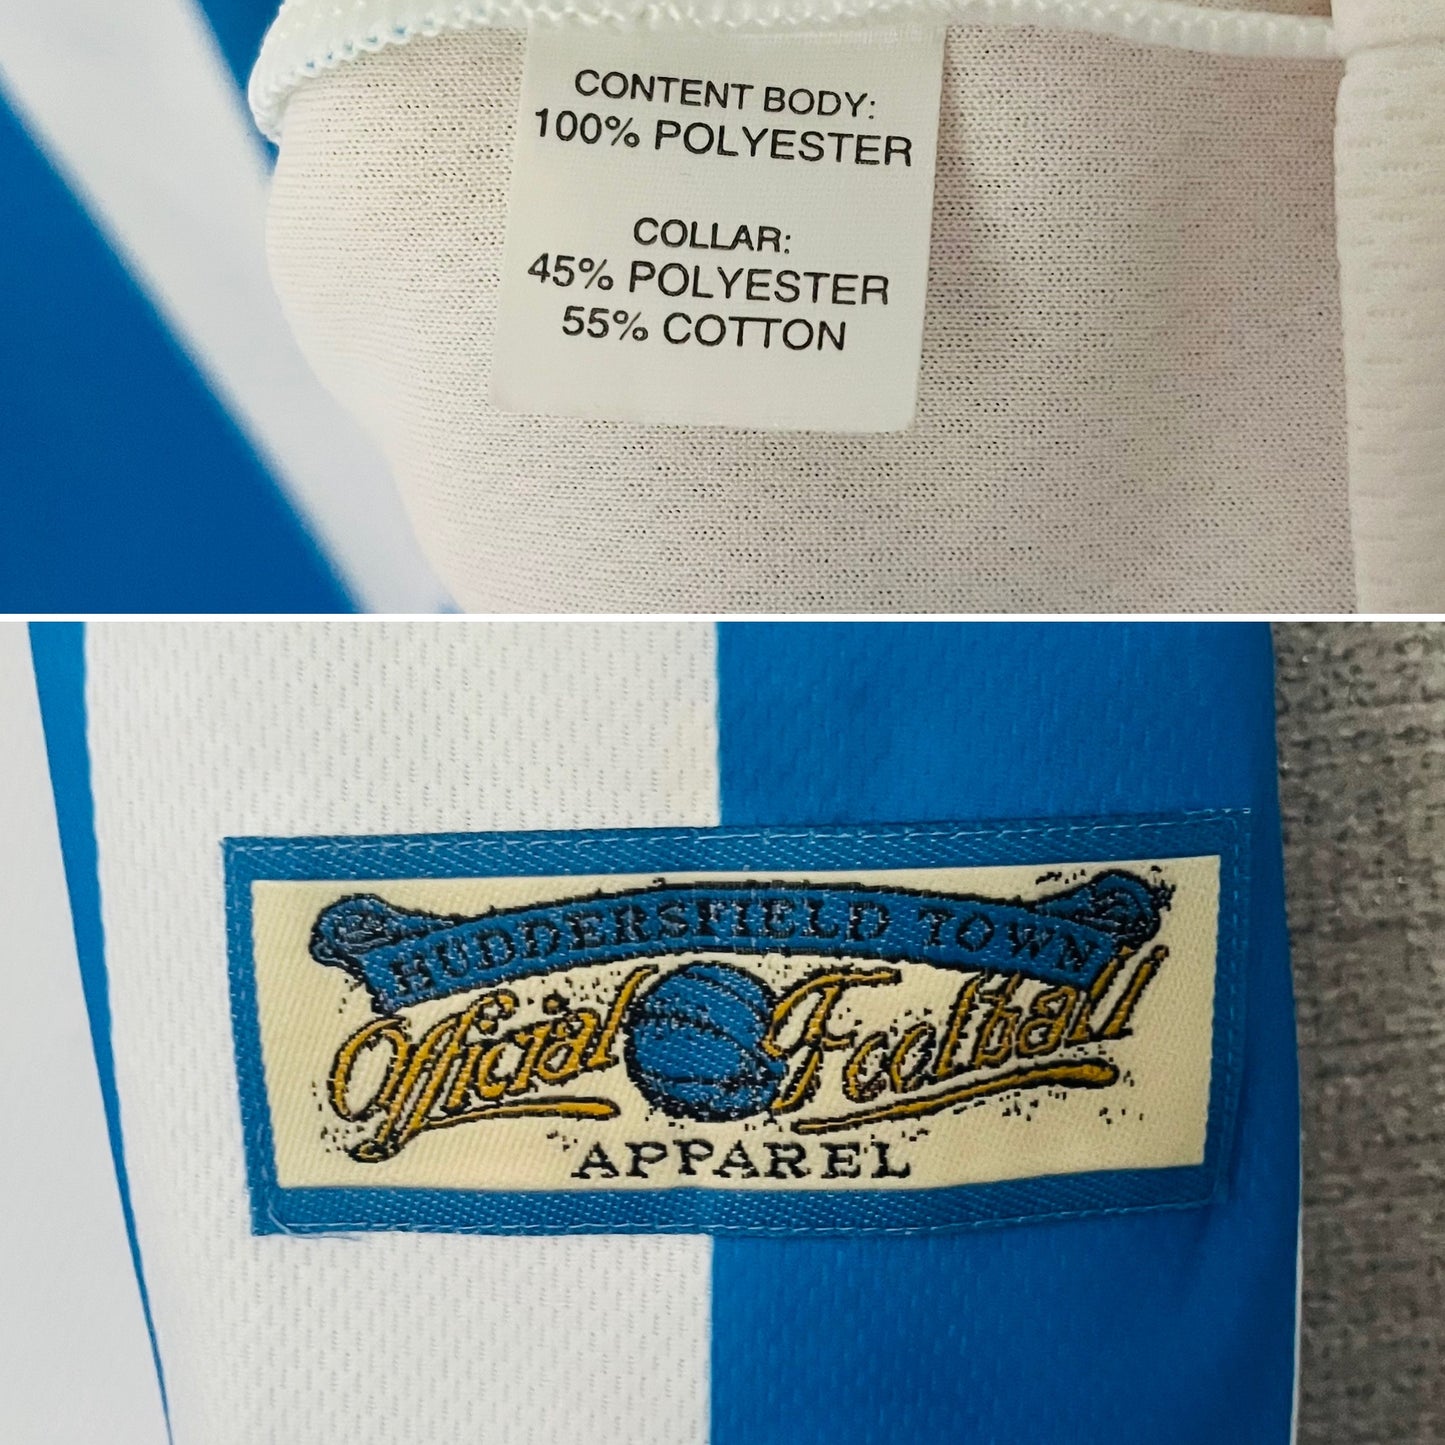 CONTENT BODY:
100% POLYESTER
COLLAR:
45% POLYESTER
55% COTTON
HUDDERSFIELD TOWN
Official Football
APPAREL